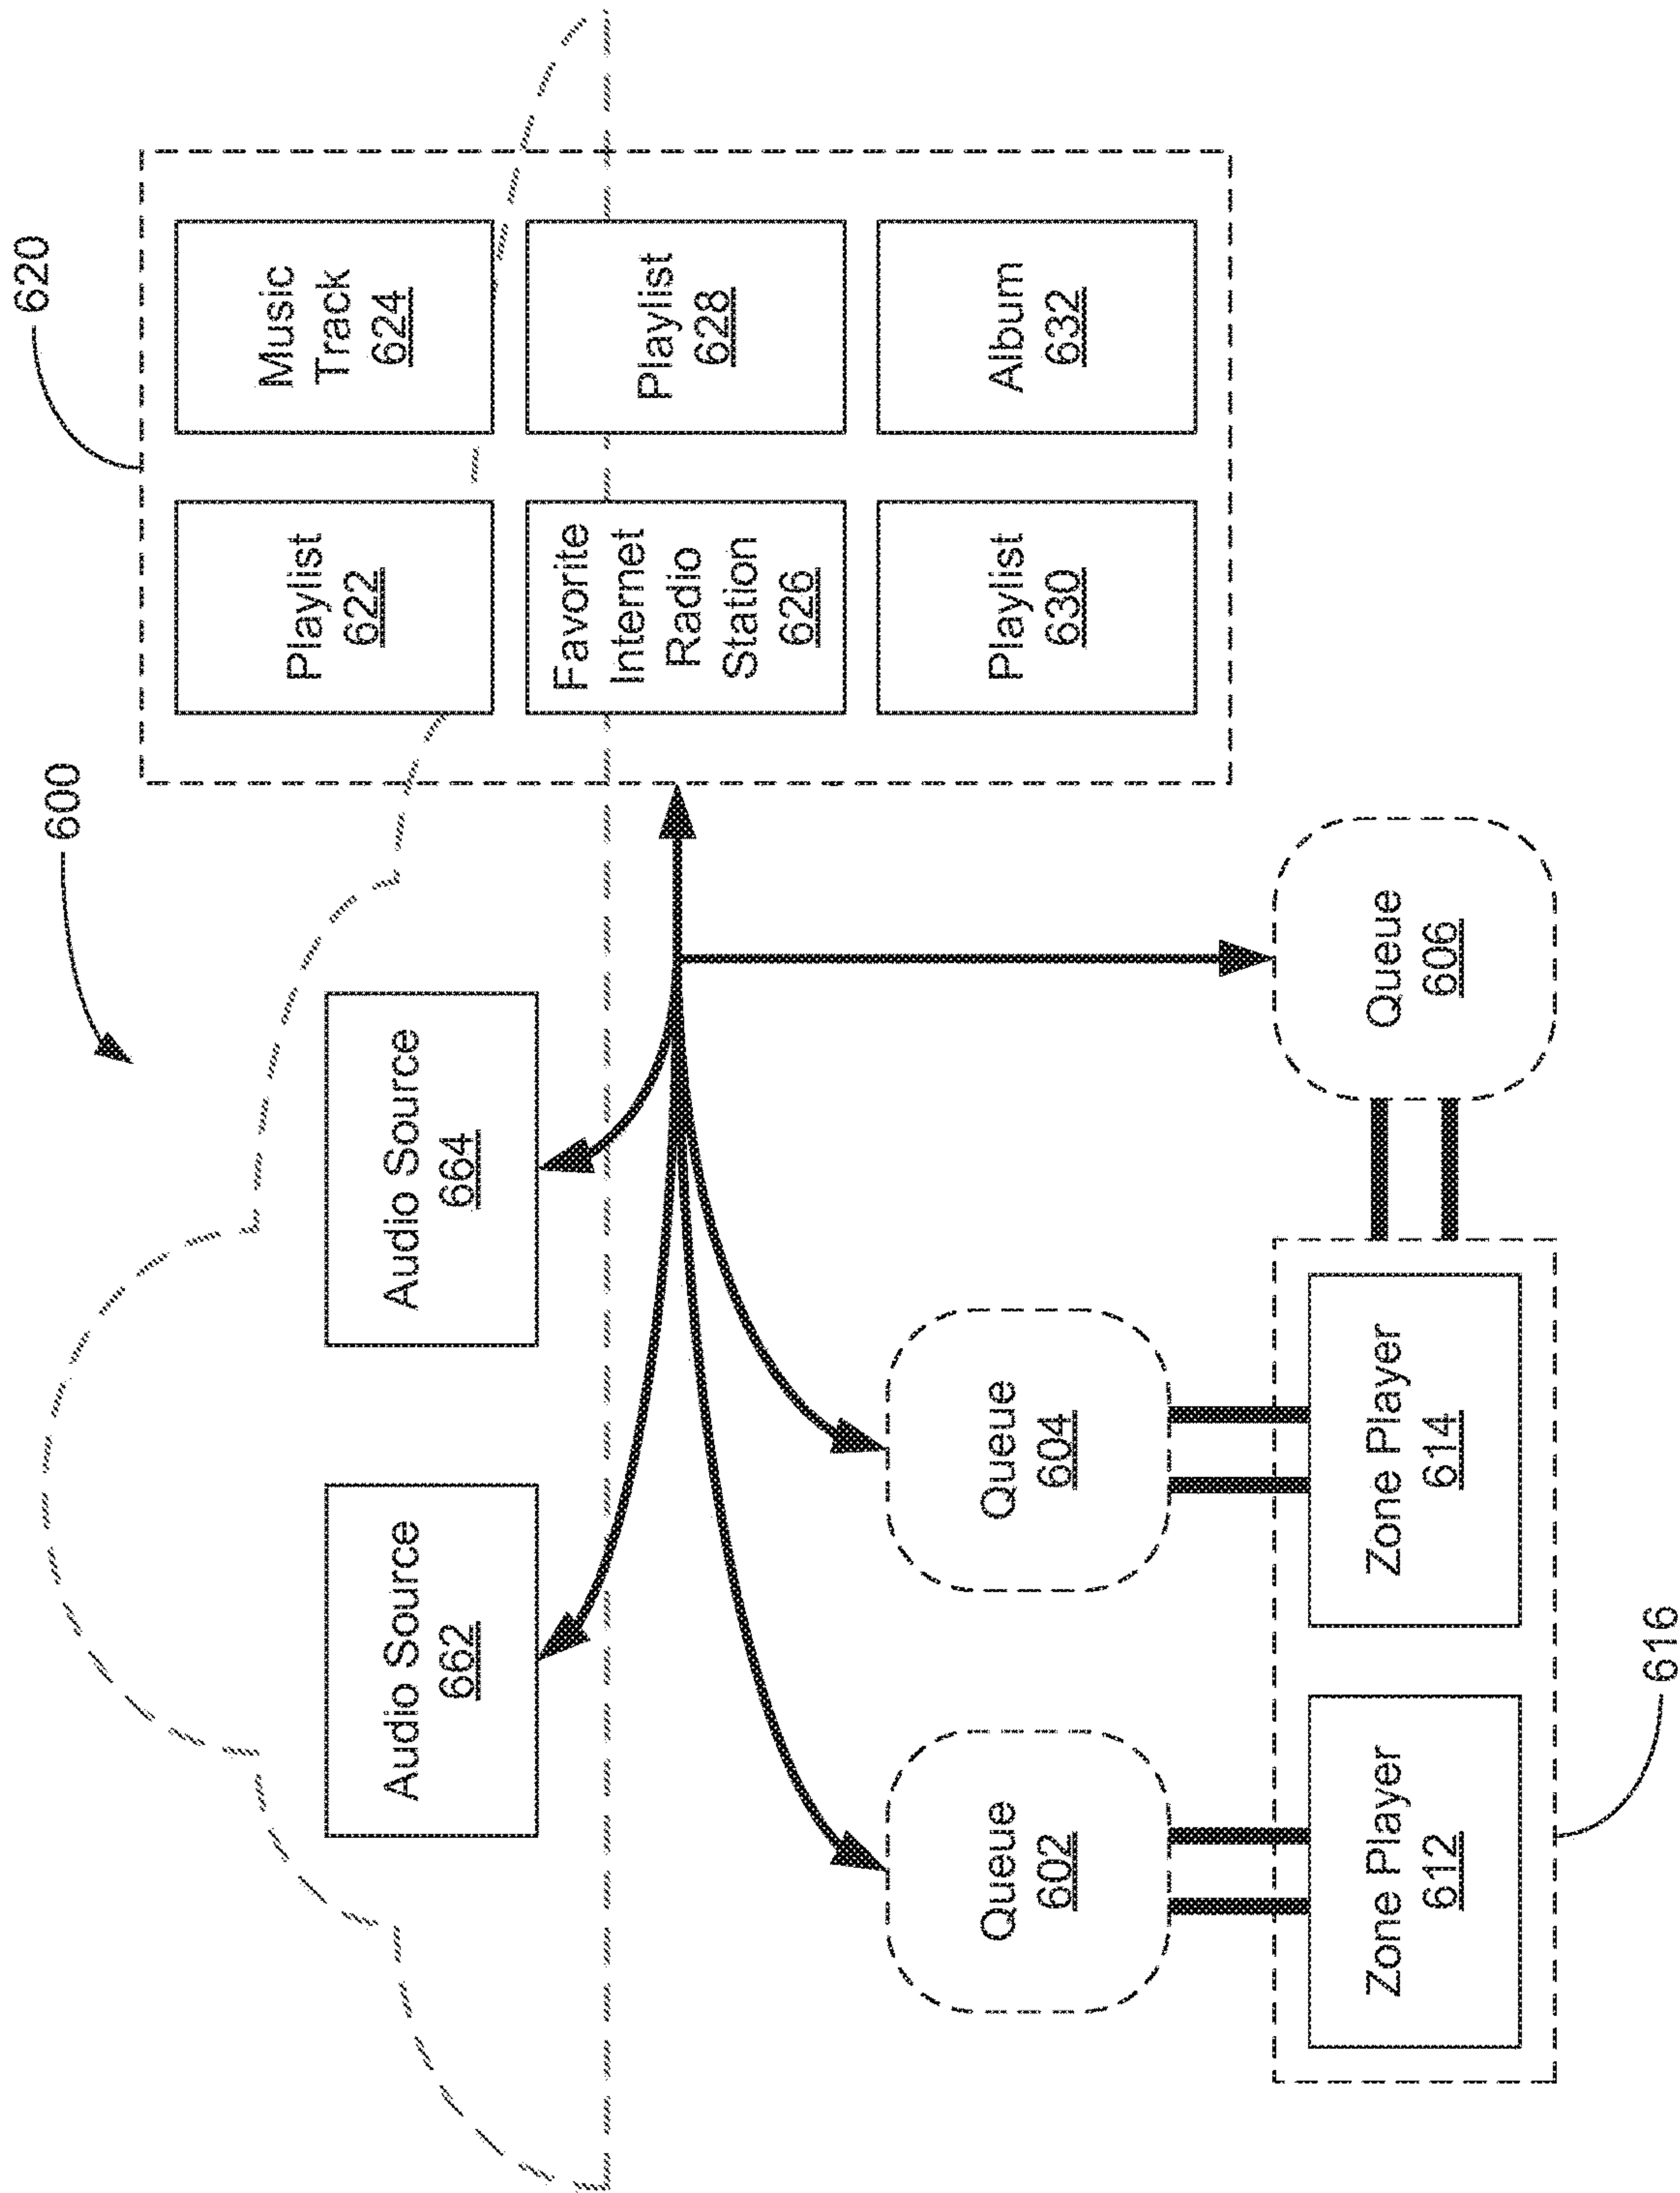 600
620
Audio Source
662
Audio Source
664
Playlist
622
Music
Track
624
Favorite
Internet
Radio
Station
626
Playlist
628
Playlist
630
Album
632
Queue
602
Queue
604
Queue
606
Zone Player
612
Zone Player
614
616